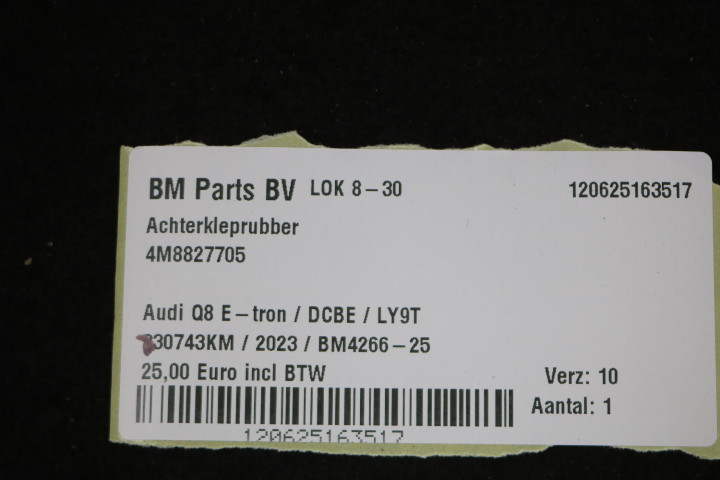 BM Parts BV LOK 8-30 120625163517
Achterkleprubber
4M8827705
Audi Q8 E-tron / DCBE / LY9T
30743KM / 2023 / BM4266-25
25,00 Euro incl BTW Verz: 10
Aantal: 1
120625163517